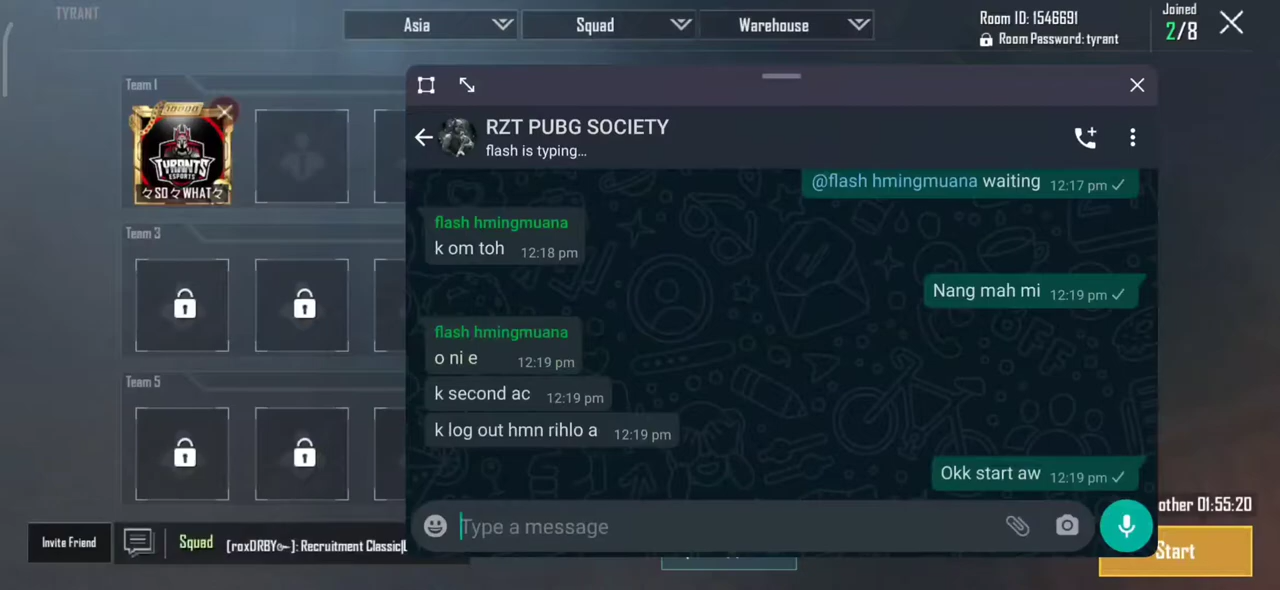 TYRANT
Asia
Squad
Warehouse
Room ID: 1546691
Room Password: tyrant
Joined
2/8
Team 1
TYRANTS
ESPORTS
々SO々WHAT々
Team 3
Team 5
RZT PUBG SOCIETY
flash is typing...
@flash hmingmuana waiting 12:17 pm
flash hmingmuana
k om toh 12:18 pm
Nang mah mi 12:19 pm
flash hmingmuana
o ni e 12:19 pm
k second ac 12:19 pm
k log out hmn rihlo a 12:19 pm
Okk start aw 12:19 pm
Type a message
other 01:55:20
Start
Invite Friend
Squad
[roxDRBY]: Recruitment Classic|